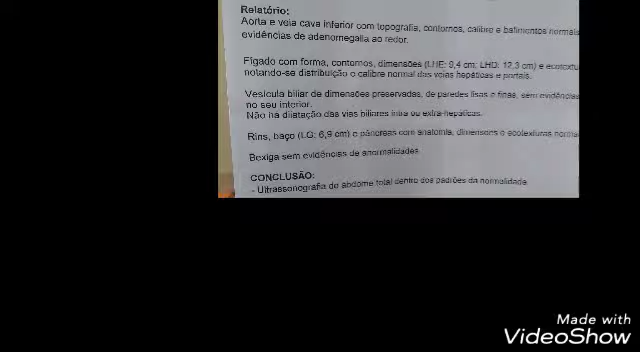 Relatório:
Aorta e veia cava inferior com topografia, contornos, calibre e batimentos normais
evidências de adenomegalia ao redor.
Fígado com forma, contornos, dimensões (LHE: 9,4 cm; LHD: 12,3 cm) e ecotextu
notando-se distribuição o calibre normal das veias hepáticas e portais.
Vesícula biliar de dimensões preservadas, de paredes lisas e finas, sem evidências
no seu interior.
Não há dilatação das vias biliares intra ou extra-hepáticas.
Rins, baço (LG: 6,9 cm) e pâncreas com anatomia, dimensões e ecotexturas norma
Bexiga sem evidências de anormalidades.
CONCLUSÃO:
- Ultrassonografia de abdome total dentro dos padrões da normalidade.
Made with
VideoShow